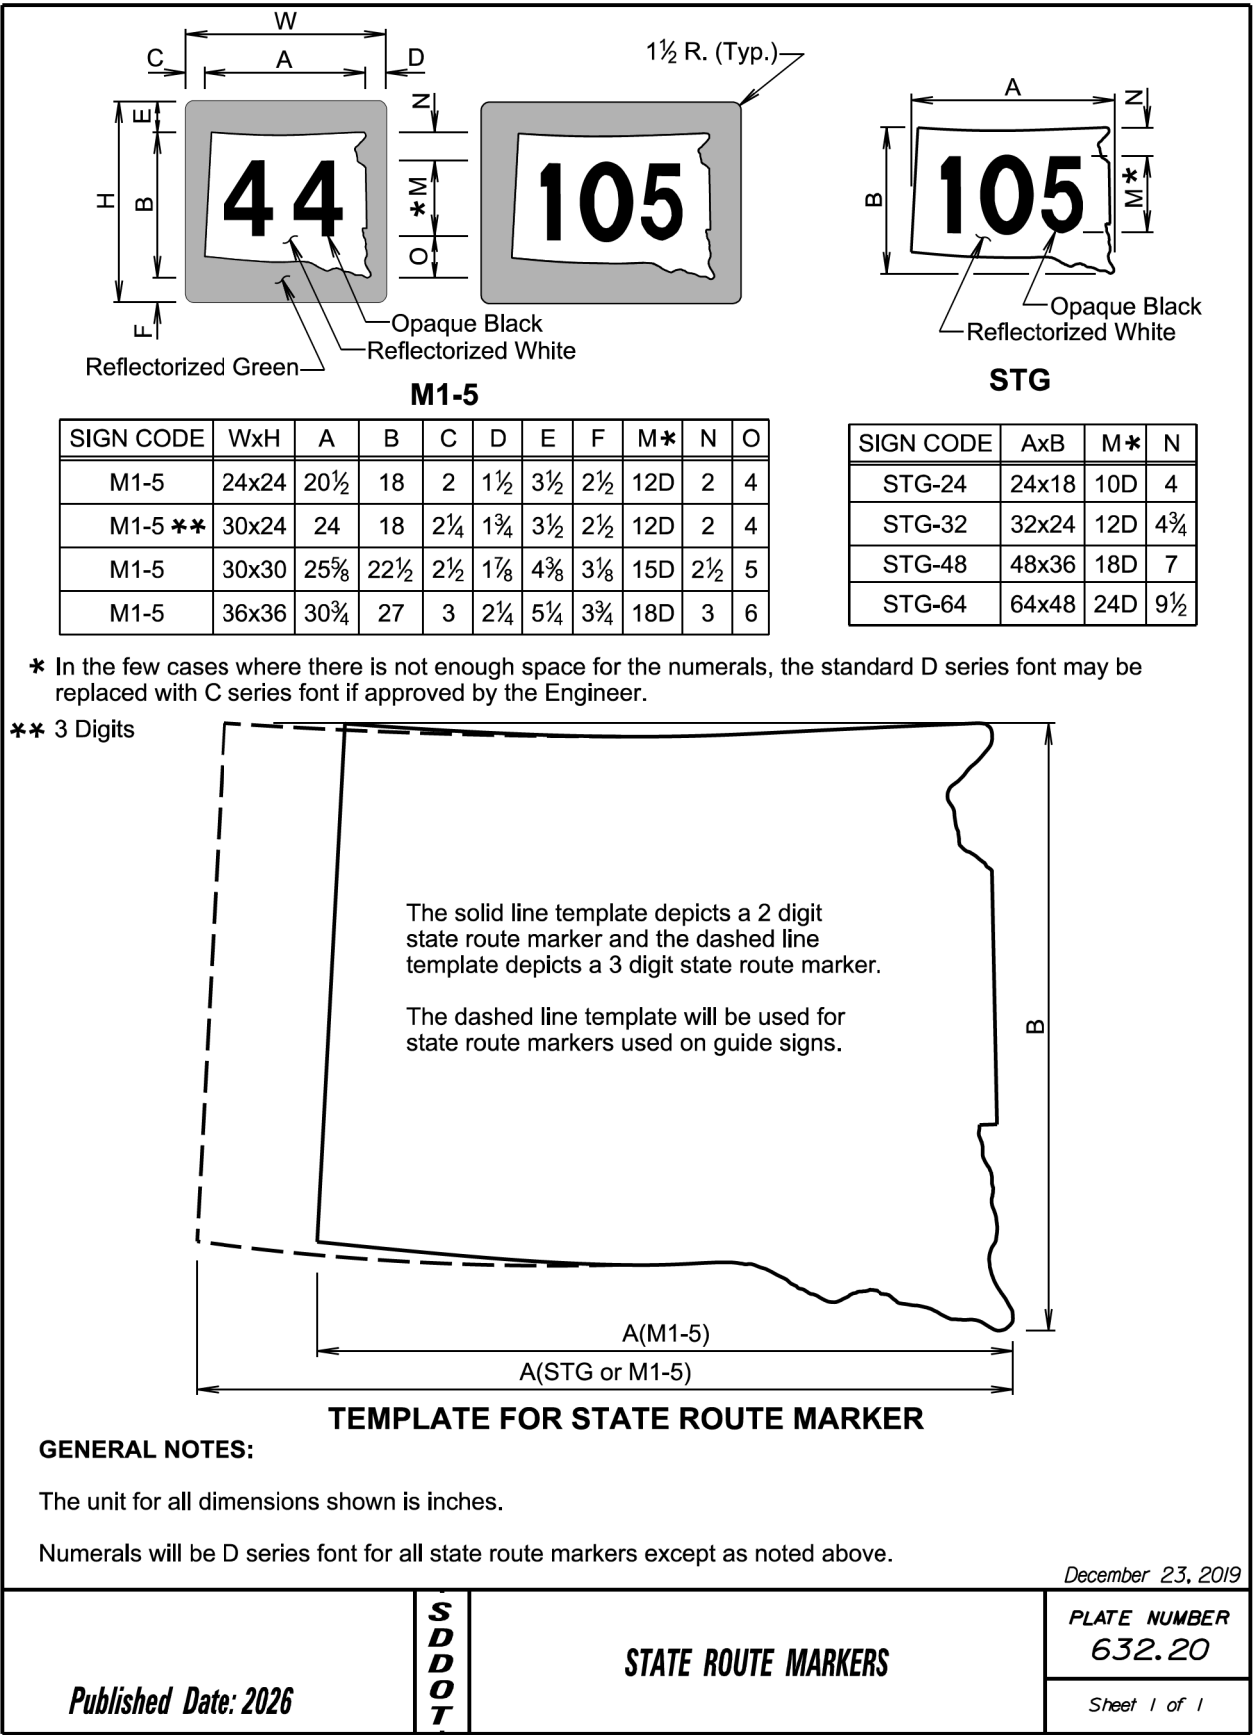 W
C
A
D
1½ R. (Typ.)
E
N
H
B
44
*M
O
F
105
A
N
B
105
M*
Opaque Black
Reflectorized White
Reflectorized Green
M1-5
Opaque Black
Reflectorized White
STG
SIGN CODE WxH A B C D E F M* N O
M1-5 24x24 20½ 18 2 1½ 3½ 2½ 12D 2 4
M1-5 ** 30x24 24 18 2¼ 1¾ 3½ 2½ 12D 2 4
M1-5 30x30 25⅝ 22½ 2½ 1⅞ 4⅜ 3⅛ 15D 2½ 5
M1-5 36x36 30¾ 27 3 2¼ 5¼ 3¾ 18D 3 6
SIGN CODE AxB M* N
STG-24 24x18 10D 4
STG-32 32x24 12D 4¾
STG-48 48x36 18D 7
STG-64 64x48 24D 9½
* In the few cases where there is not enough space for the numerals, the standard D series font may be
replaced with C series font if approved by the Engineer.
** 3 Digits
The solid line template depicts a 2 digit
state route marker and the dashed line
template depicts a 3 digit state route marker.
The dashed line template will be used for
state route markers used on guide signs.
B
A(M1-5)
A(STG or M1-5)
TEMPLATE FOR STATE ROUTE MARKER
GENERAL NOTES:
The unit for all dimensions shown is inches.
Numerals will be D series font for all state route markers except as noted above.
December 23, 2019
Published Date: 2026
SDDOT
STATE ROUTE MARKERS
PLATE NUMBER
632.20
Sheet 1 of 1